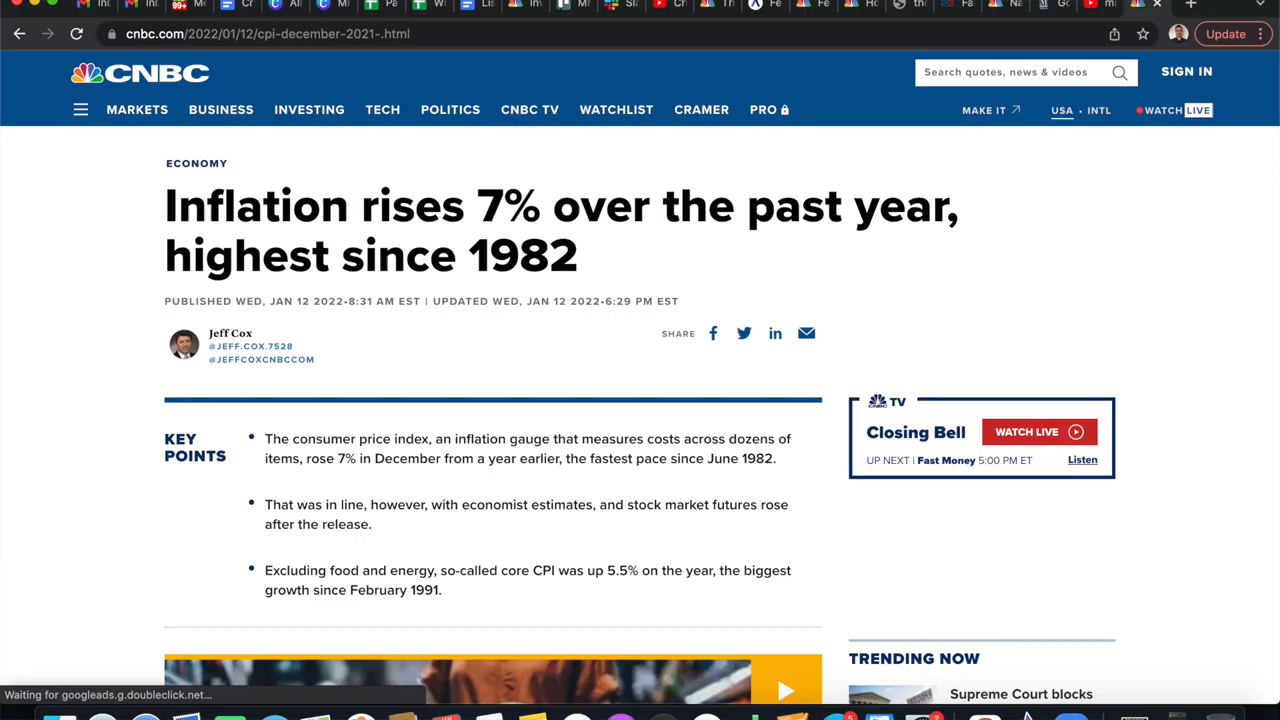 99+
cnbc.com/2022/01/12/cpi-december-2021-.html
Update
CNBC
Search quotes, news & videos
SIGN IN
MARKETS BUSINESS INVESTING TECH POLITICS CNBC TV WATCHLIST CRAMER PRO
MAKE IT USA • INTL WATCH LIVE
ECONOMY
Inflation rises 7% over the past year,
highest since 1982
PUBLISHED WED, JAN 12 2022•8:31 AM EST | UPDATED WED, JAN 12 2022•6:29 PM EST
Jeff Cox
@JEFF.COX.7528
@JEFFCOXCNBCCOM
SHARE
KEY
POINTS
The consumer price index, an inflation gauge that measures costs across dozens of
items, rose 7% in December from a year earlier, the fastest pace since June 1982.
That was in line, however, with economist estimates, and stock market futures rose
after the release.
Excluding food and energy, so-called core CPI was up 5.5% on the year, the biggest
growth since February 1991.
CNBC TV
Closing Bell
WATCH LIVE
UP NEXT | Fast Money 5:00 PM ET
Listen
TRENDING NOW
Supreme Court blocks
Waiting for googleads.g.doubleclick.net...